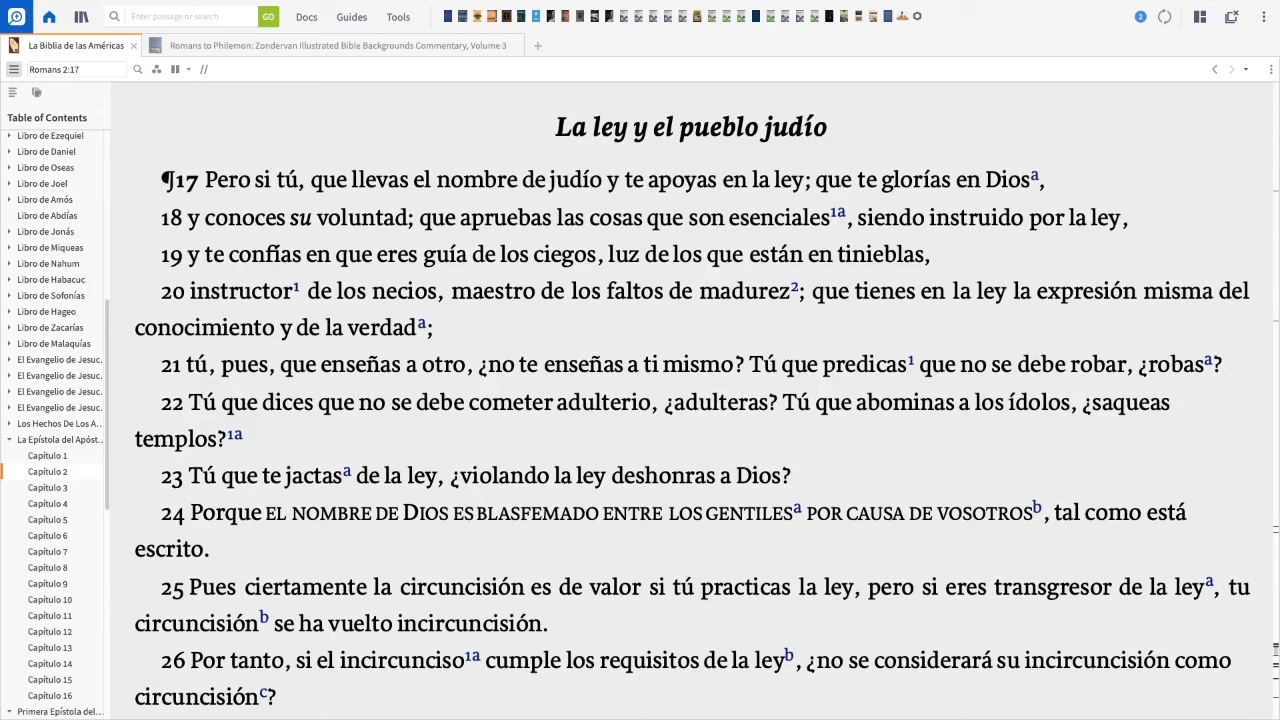 Enter passage or search
GO
Docs
Guides
Tools
2
La Biblia de las Américas
Romans to Philemon: Zondervan Illustrated Bible Backgrounds Commentary, Volume 3
Romans 2:17
//
Table of Contents
Libro de Ezequiel
Libro de Daniel
Libro de Oseas
Libro de Joel
Libro de Amós
Libro de Abdías
Libro de Jonás
Libro de Miqueas
Libro de Nahum
Libro de Habacuc
Libro de Sofonías
Libro de Hageo
Libro de Zacarías
Libro de Malaquías
El Evangelio de Jesuc.
El Evangelio de Jesuc.
El Evangelio de Jesuc.
El Evangelio de Jesuc.
Los Hechos De Los A..
La Epístola del Apóst..
Capítulo 1
Capítulo 2
Capítulo 3
Capítulo 4
Capítulo 5
Capítulo 6
Capítulo 7
Capítulo 8
Capítulo 9
Capítulo 10
Capítulo 11
Capítulo 12
Capítulo 13
Capítulo 14
Capítulo 15
Capítulo 16
Primera Epístola del...
La ley y el pueblo judío
¶17 Pero si tú, que llevas el nombre de judío y te apoyas en la ley; que te glorías en Diosa,
18 y conoces su voluntad; que apruebas las cosas que son esenciales1a, siendo instruido por la ley,
19 y te confías en que eres guía de los ciegos, luz de los que están en tinieblas,
20 instructor1 de los necios, maestro de los faltos de madurez2; que tienes en la ley la expresión misma del
conocimiento y de la verdada;
21 tú, pues, que enseñas a otro, ¿no te enseñas a ti mismo? Tú que predicas1 que no se debe robar, ¿robasa?
22 Tú que dices que no se debe cometer adulterio, ¿adulteras? Tú que abominas a los ídolos, ¿saqueas
templos?1a
23 Tú que te jactasa de la ley, ¿violando la ley deshonras a Dios?
24 Porque EL NOMBRE DE DIOS ES BLASFEMADO ENTRE LOS GENTILESa POR CAUSA DE VOSOTROSb, tal como está
escrito.
25 Pues ciertamente la circuncisión es de valor si tú practicas la ley, pero si eres transgresor de la leya, tu
circuncisiónb se ha vuelto incircuncisión.
26 Por tanto, si el incircunciso1a cumple los requisitos de la leyb, ¿no se considerará su incircuncisión como
circuncisiónc?